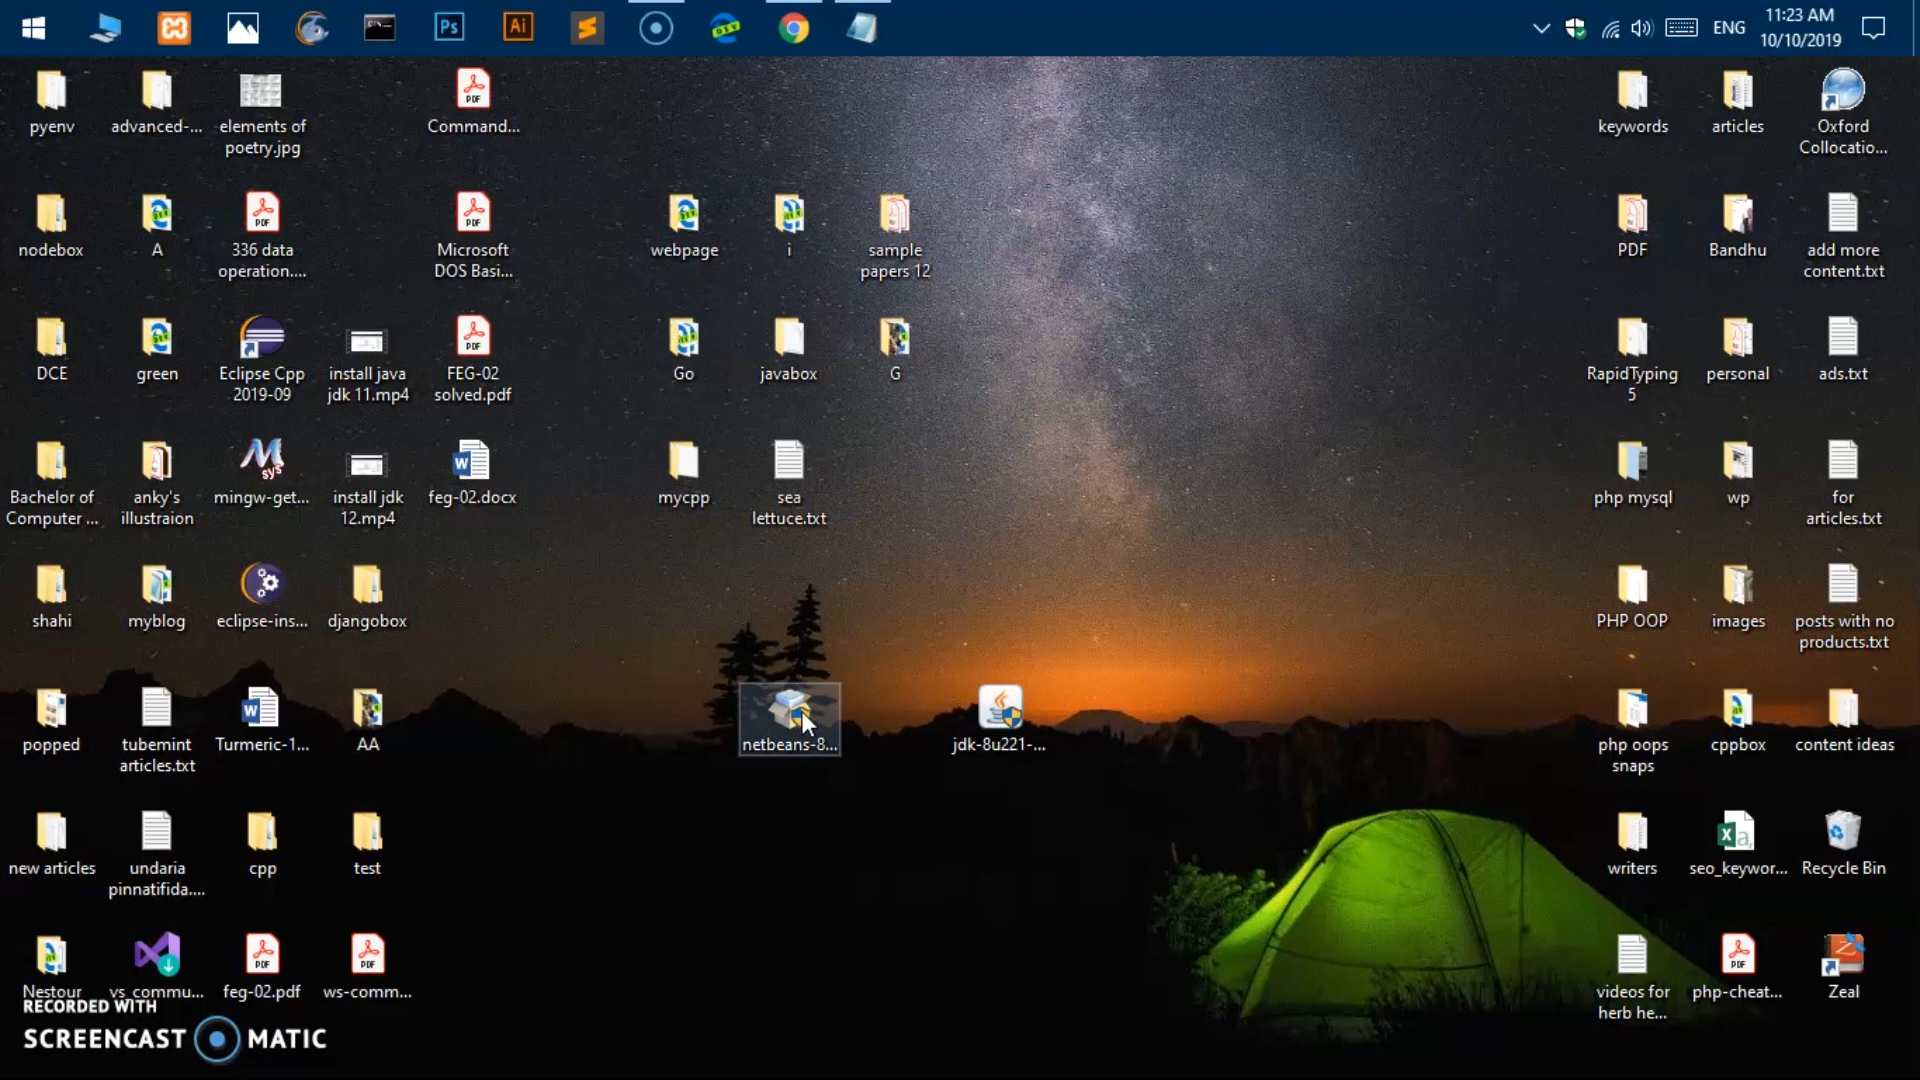 Ps
Ai
DEV
ENG
11:23 AM
10/10/2019
pyenv
advanced-...
elements of
poetry.jpg
Command...
keywords
articles
Oxford
Collocatio...
nodebox
A
336 data
operation....
Microsoft
DOS Basi...
webpage
i
sample
papers 12
PDF
Bandhu
add more
content.txt
DCE
green
Eclipse Cpp
2019-09
install java
jdk 11.mp4
FEG-02
solved.pdf
Go
javabox
G
RapidTyping
5
personal
ads.txt
Bachelor of
Computer ...
anky's
illustraion
mingw-get...
install jdk
12.mp4
feg-02.docx
mycpp
sea
lettuce.txt
php mysql
wp
for
articles.txt
shahi
myblog
eclipse-ins...
djangobox
PHP OOP
images
posts with no
products.txt
popped
tubemint
articles.txt
Turmeric-1...
AA
netbeans-8...
jdk-8u221-...
php oops
snaps
cppbox
content ideas
new articles
undaria
pinnatifida....
cpp
test
writers
seo_keywor...
Recycle Bin
Nestour
vs_commu...
feg-02.pdf
ws-comm...
videos for
herb he...
php-cheat...
Zeal
RECORDED WITH
SCREENCAST MATIC